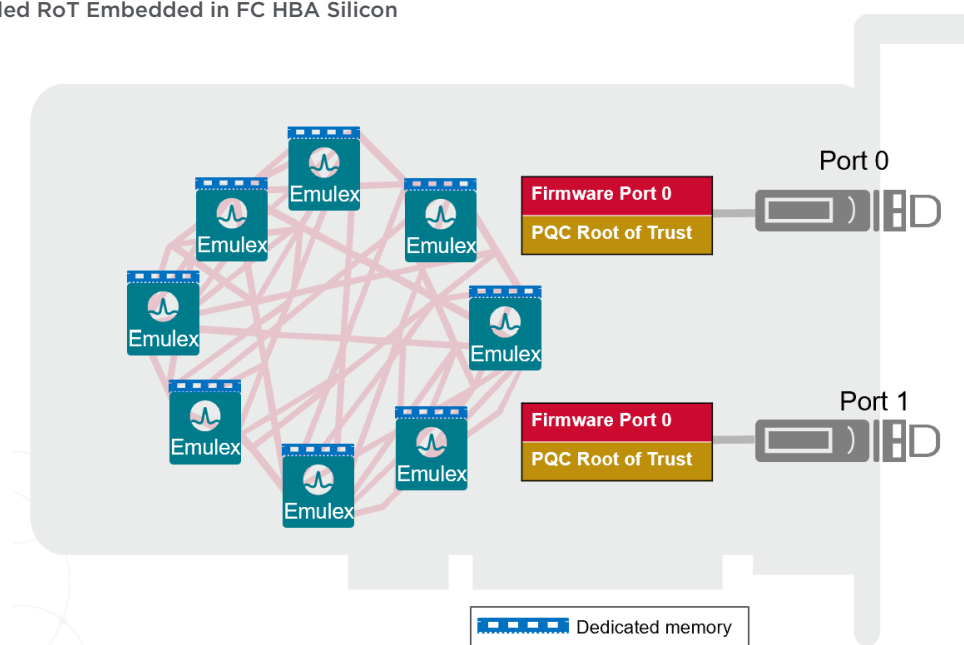 RoT Embedded in FC HBA Silicon
Emulex
Emulex
Emulex
Emulex
Emulex
Emulex
Emulex
Emulex
Firmware Port 0
PQC Root of Trust
Port 0
Firmware Port 0
PQC Root of Trust
Port 1
Dedicated memory